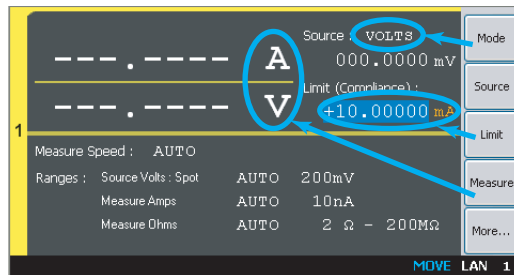 Source : VOLTS
Mode
---.---- A
000.0000 mV
Limit (Compliance) :
Source
---.---- V
+10.00000 mA
1
Limit
Measure Speed : AUTO
Ranges : Source Volts : Spot AUTO 200mV
Measure
Measure Amps AUTO 10nA
Measure Ohms AUTO 2 Ω - 200MΩ
More...
MOVE LAN 1